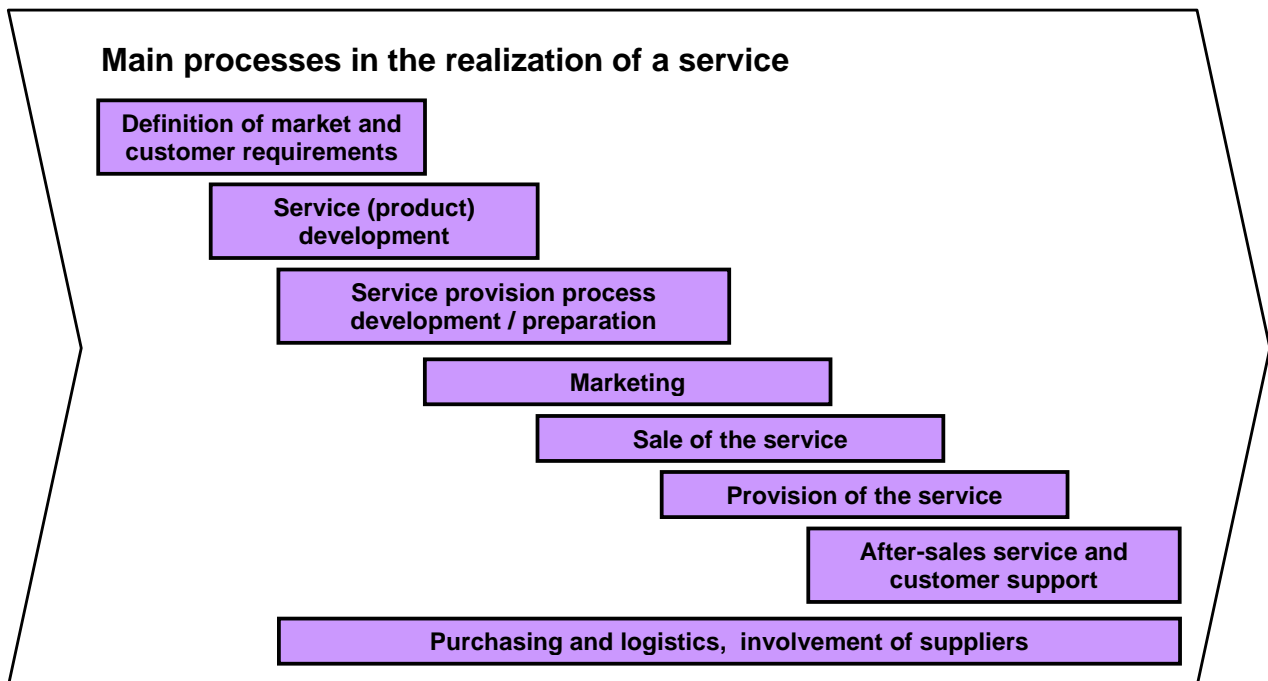 Main processes in the realization of a service
Definition of market and
customer requirements
Service (product)
development
Service provision process
development / preparation
Marketing
Sale of the service
Provision of the service
After-sales service and
customer support
Purchasing and logistics,  involvement of suppliers